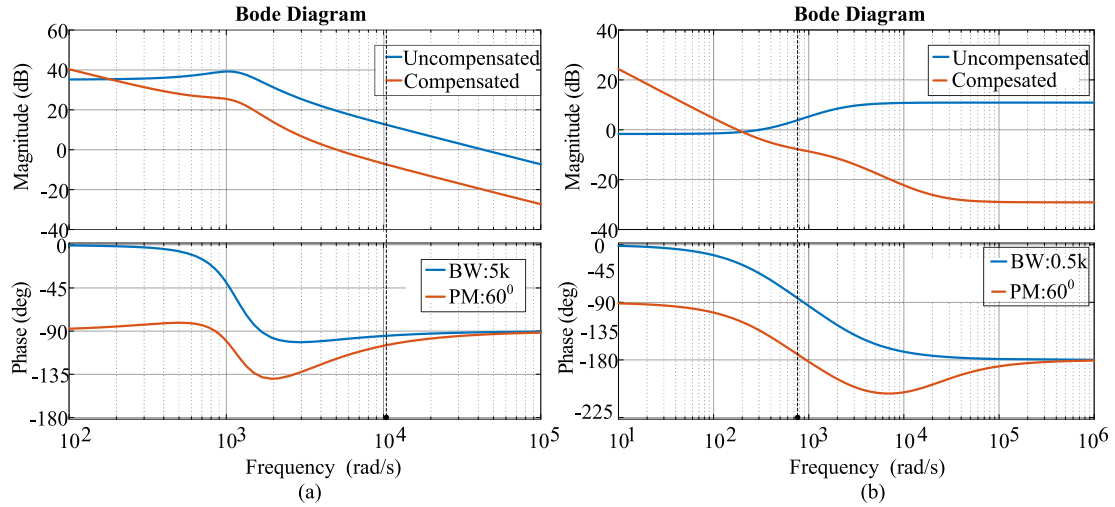 Bode Diagram
60
40
20
0
-20
-40
Magnitude (dB)
Uncompensated
Compensated
0
-45
-90
-135
-180
Phase (deg)
BW:5k
PM:60⁰
10² 10³ 10⁴ 10⁵
Frequency (rad/s)
(a)
Bode Diagram
40
20
0
-20
-40
Magnitude (dB)
Uncompensated
Compesated
0
-45
-90
-135
-180
-225
Phase (deg)
BW:0.5k
PM:60⁰
10¹ 10² 10³ 10⁴ 10⁵ 10⁶
Frequency (rad/s)
(b)